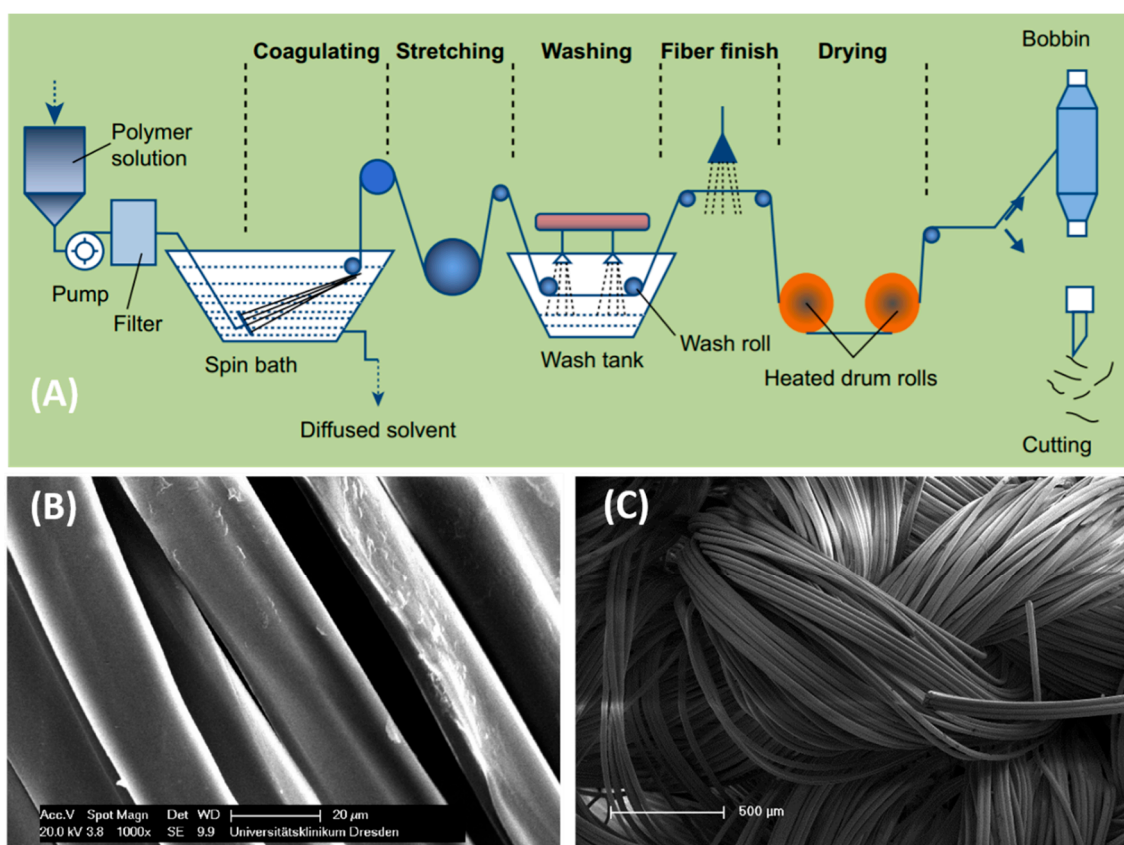 Coagulating
Stretching
Washing
Fiber finish
Drying
Bobbin
Polymer
solution
Pump
Filter
Spin bath
Diffused solvent
Wash tank
Wash roll
Heated drum rolls
Cutting
(A)
(B)
Acc.V Spot Magn Det WD 20 µm
20.0 kV 3.8 1000x SE 9.9 Universitätsklinikum Dresden
(C)
500 µm